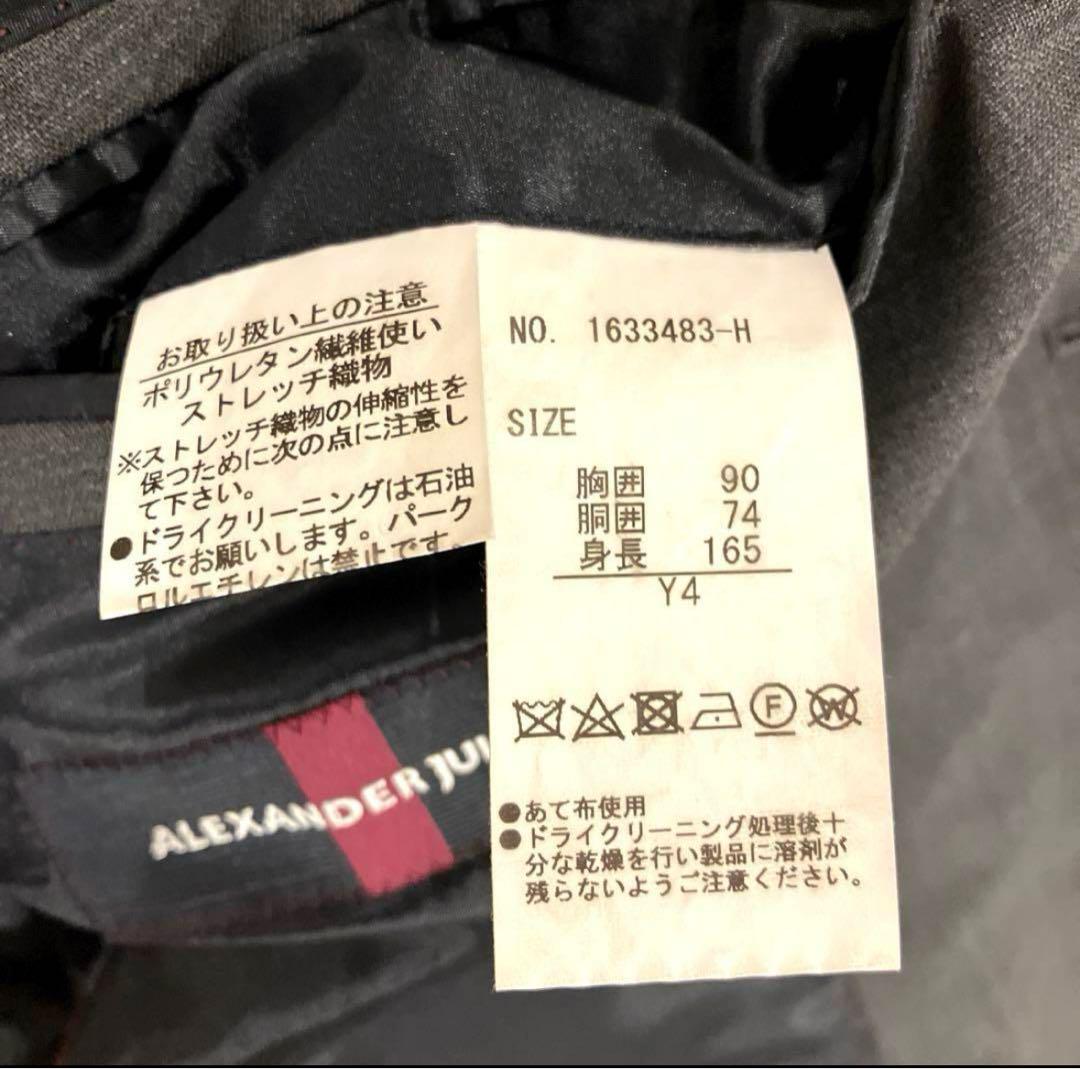 お取り扱い上の注意
ポリウレタン繊維使い
ストレッチ織物
※ストレッチ織物の伸縮性を
保つために次の点に注意し
て下さい。
●ドライクリーニングは石油
系でお願いします。パーク
ロルエチレンは禁止です。
NO. 1633483-H
SIZE
胸囲 90
胴囲 74
身長 165
Y4
F W
●あて布使用
●ドライクリーニング処理後十
分な乾燥を行い製品に溶剤が
残らないようご注意ください。
ALEXANDER JUL